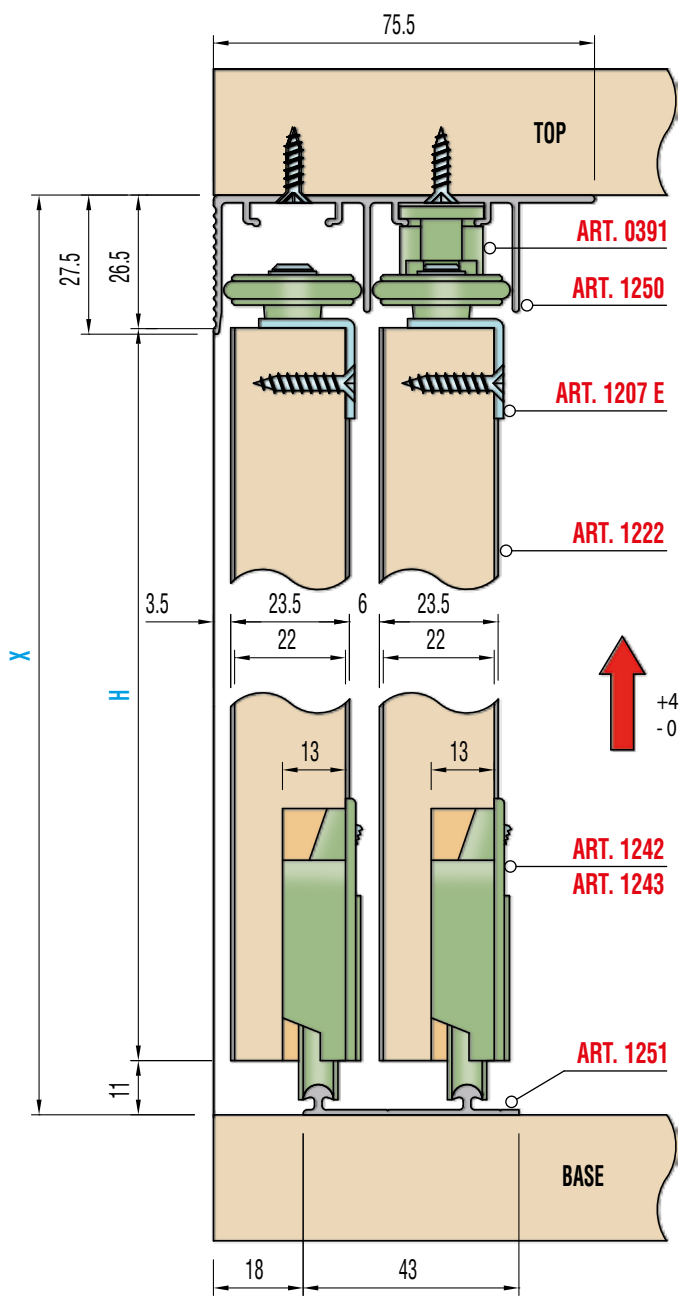 75.5
TOP
27.5
26.5
ART. 0391
ART. 1250
ART. 1207 E
ART. 1222
3.5
23.5
6
23.5
22
22
X
H
+4
- 0
13
13
ART. 1242
ART. 1243
ART. 1251
11
BASE
18
43